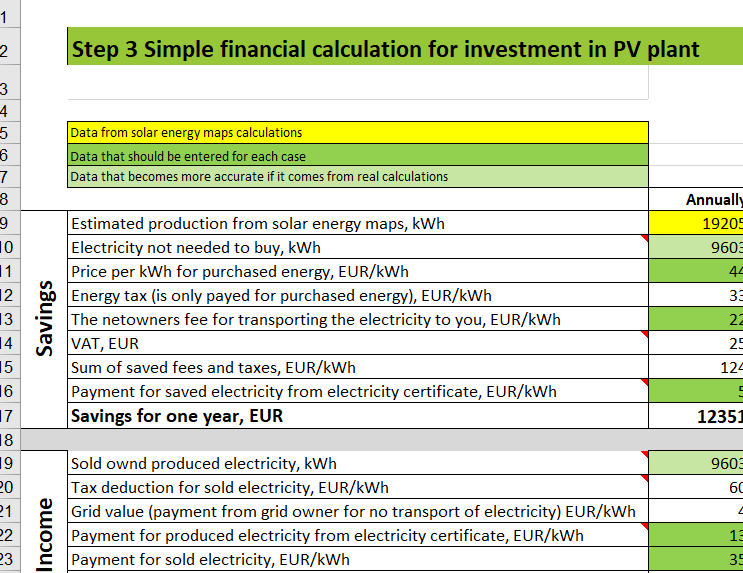 1
2 Step 3 Simple financial calculation for investment in PV plant
3
4
5 Data from solar energy maps calculations
6 Data that should be entered for each case
7 Data that becomes more accurate if it comes from real calculations
8 Annually
Savings
9 Estimated production from solar energy maps, kWh 19205
10 Electricity not needed to buy, kWh 9603
11 Price per kWh for purchased energy, EUR/kWh 44
12 Energy tax (is only payed for purchased energy), EUR/kWh 33
13 The netowners fee for transporting the electricity to you, EUR/kWh 22
14 VAT, EUR 25
15 Sum of saved fees and taxes, EUR/kWh 124
16 Payment for saved electricity from electricity certificate, EUR/kWh 5
17 Savings for one year, EUR 12351
18
Income
19 Sold ownd produced electricity, kWh 9603
20 Tax deduction for sold electricity, EUR/kWh 60
21 Grid value (payment from grid owner for no transport of electricity) EUR/kWh 4
22 Payment for produced electricity from electricity certificate, EUR/kWh 13
23 Payment for sold electricity, EUR/kWh 35